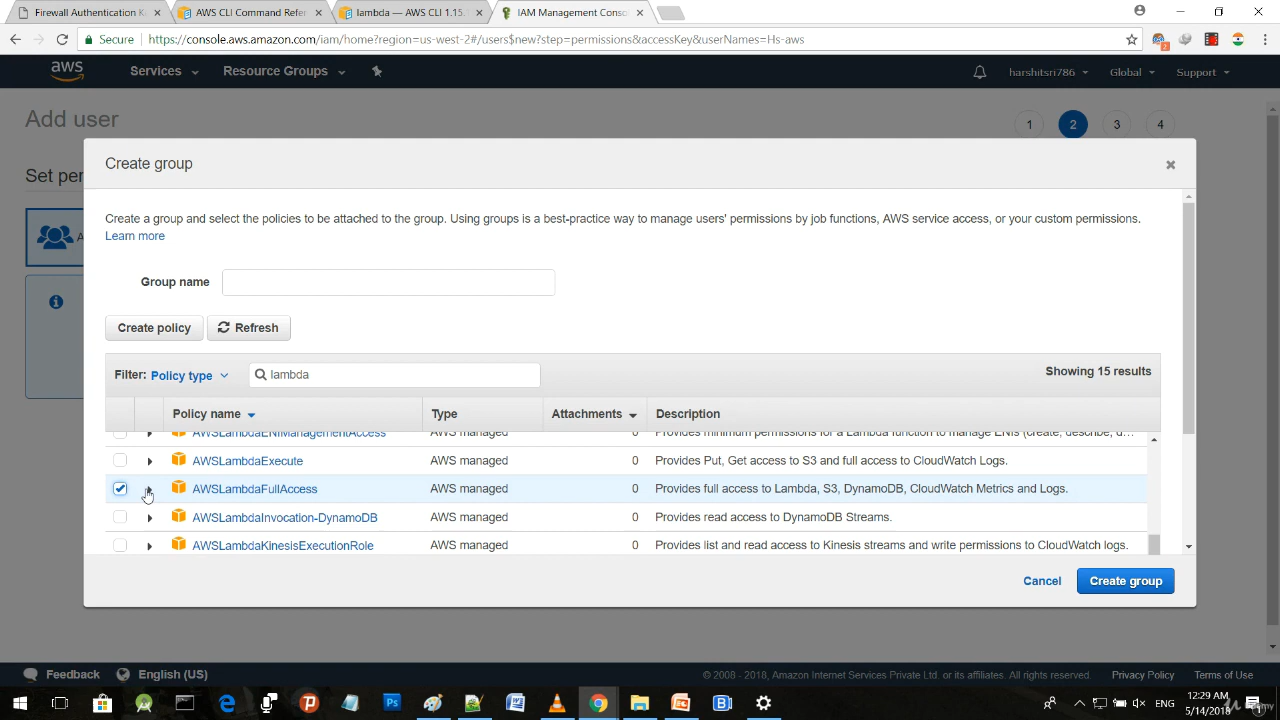 Firewall Authentication K
AWS CLI Command Refer
lambda — AWS CLI 1.15.
IAM Management Conso
Secure
https://console.aws.amazon.com/iam/home?region=us-west-2#/users$new?step=permissions&accessKey&userNames=Hs-aws
2
aws
Services
Resource Groups
harshitsri786
Global
Support
Add user
1
2
3
4
Set per
A
Create group
Create a group and select the policies to be attached to the group. Using groups is a best-practice way to manage users' permissions by job functions, AWS service access, or your custom permissions.
Learn more
Group name
Create policy
Refresh
Filter: Policy type
lambda
Showing 15 results
Policy name
Type
Attachments
Description
AWSLambdaENIManagementAccess
AWS managed
0
Provides minimum permissions for a Lambda function to manage ENIs (create, describe, d…
AWSLambdaExecute
AWS managed
0
Provides Put, Get access to S3 and full access to CloudWatch Logs.
AWSLambdaFullAccess
AWS managed
0
Provides full access to Lambda, S3, DynamoDB, CloudWatch Metrics and Logs.
AWSLambdaInvocation-DynamoDB
AWS managed
0
Provides read access to DynamoDB Streams.
AWSLambdaKinesisExecutionRole
AWS managed
0
Provides list and read access to Kinesis streams and write permissions to CloudWatch logs.
Cancel
Create group
Feedback
English (US)
© 2008 - 2018, Amazon Internet Services Private Ltd. or its affiliates. All rights reserved.
Privacy Policy
Terms of Use
ENG
12:29 AM
5/14/2018